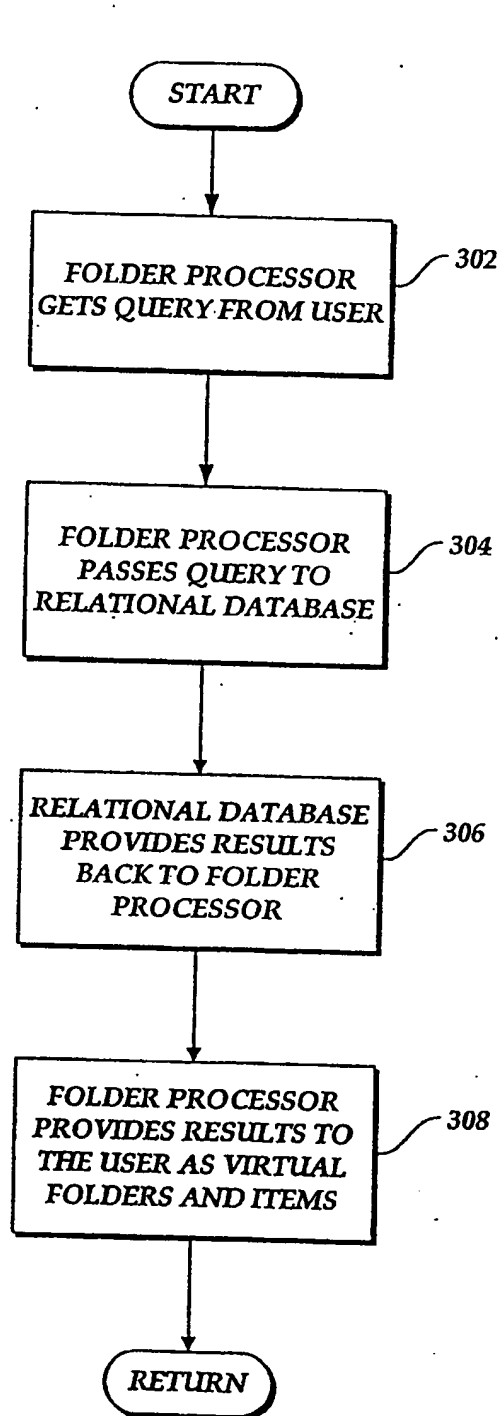 START
FOLDER PROCESSOR
GETS QUERY FROM USER
302
FOLDER PROCESSOR
PASSES QUERY TO
RELATIONAL DATABASE
304
RELATIONAL DATABASE
PROVIDES RESULTS
BACK TO FOLDER
PROCESSOR
306
FOLDER PROCESSOR
PROVIDES RESULTS TO
THE USER AS VIRTUAL
FOLDERS AND ITEMS
308
RETURN